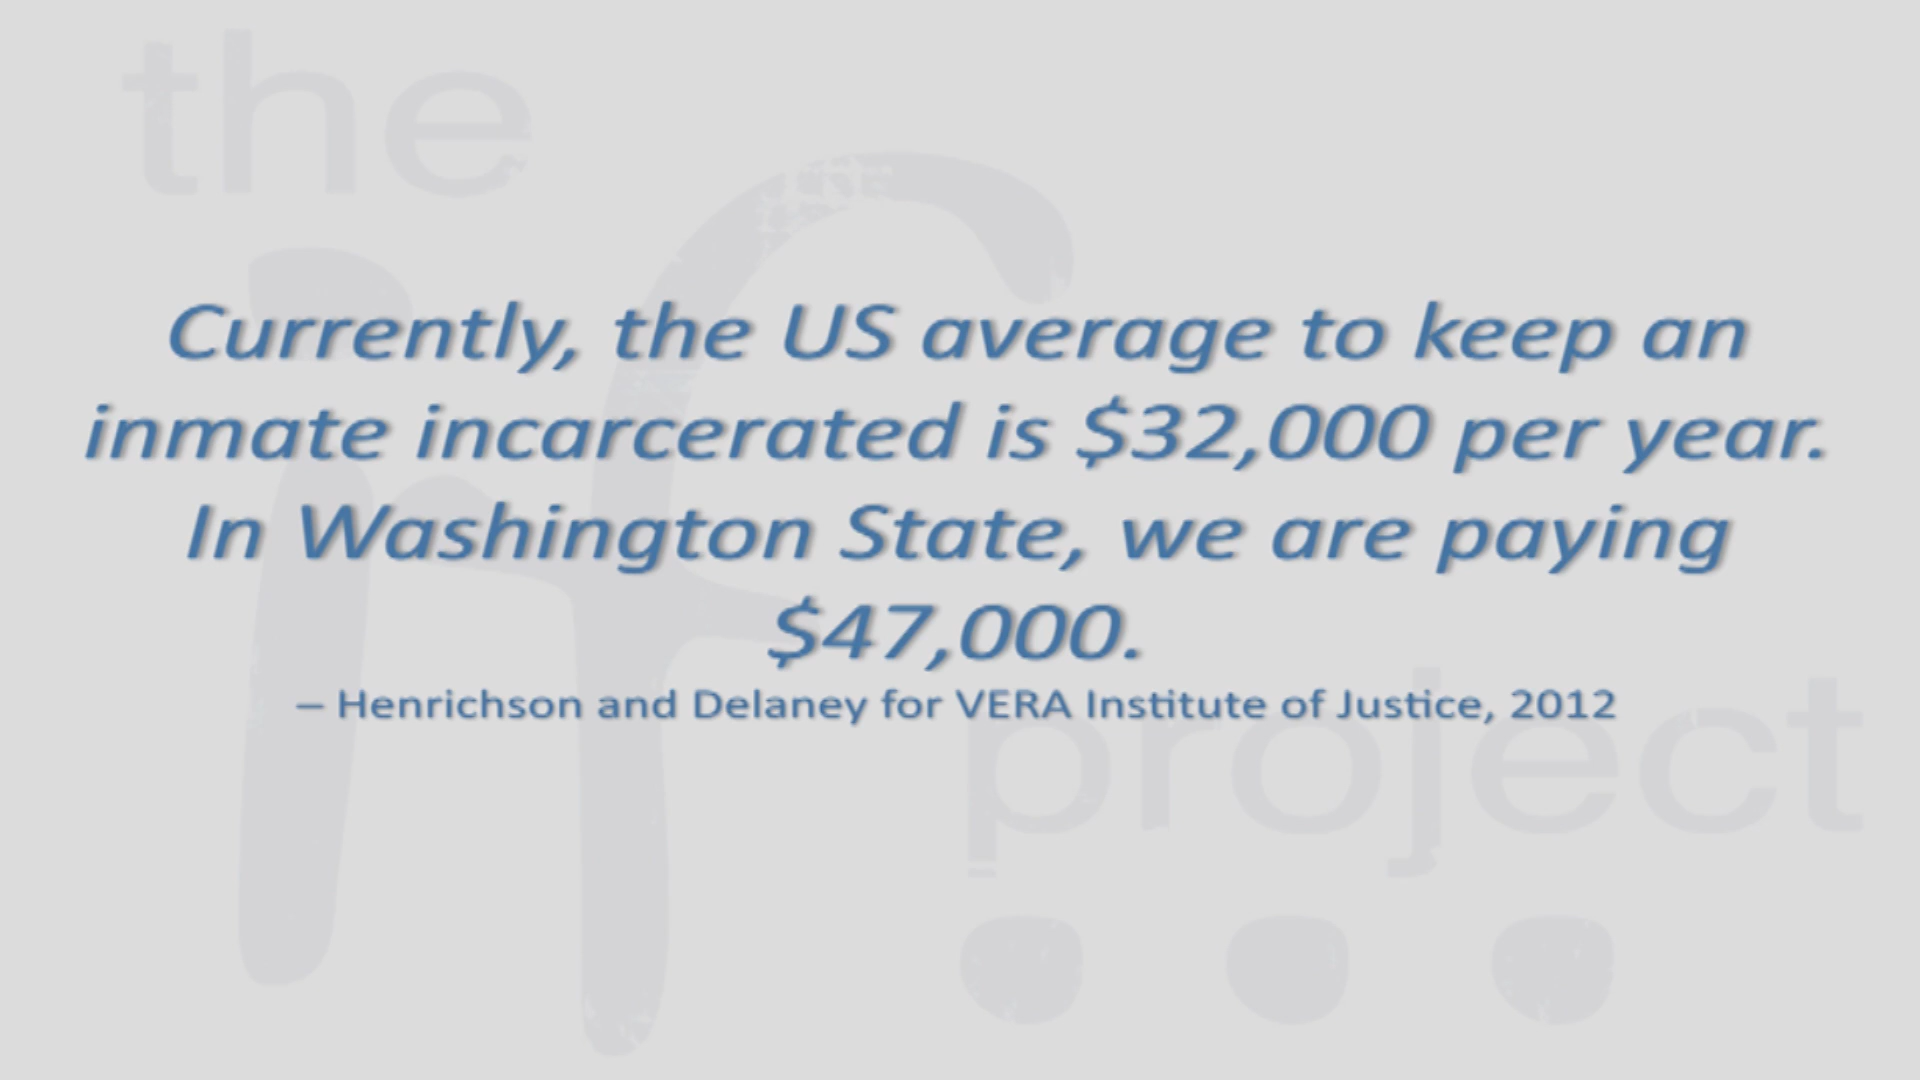 the
if
Currently, the US average to keep an
inmate incarcerated is $32,000 per year.
In Washington State, we are paying
$47,000.
– Henrichson and Delaney for VERA Institute of Justice, 2012
project
...